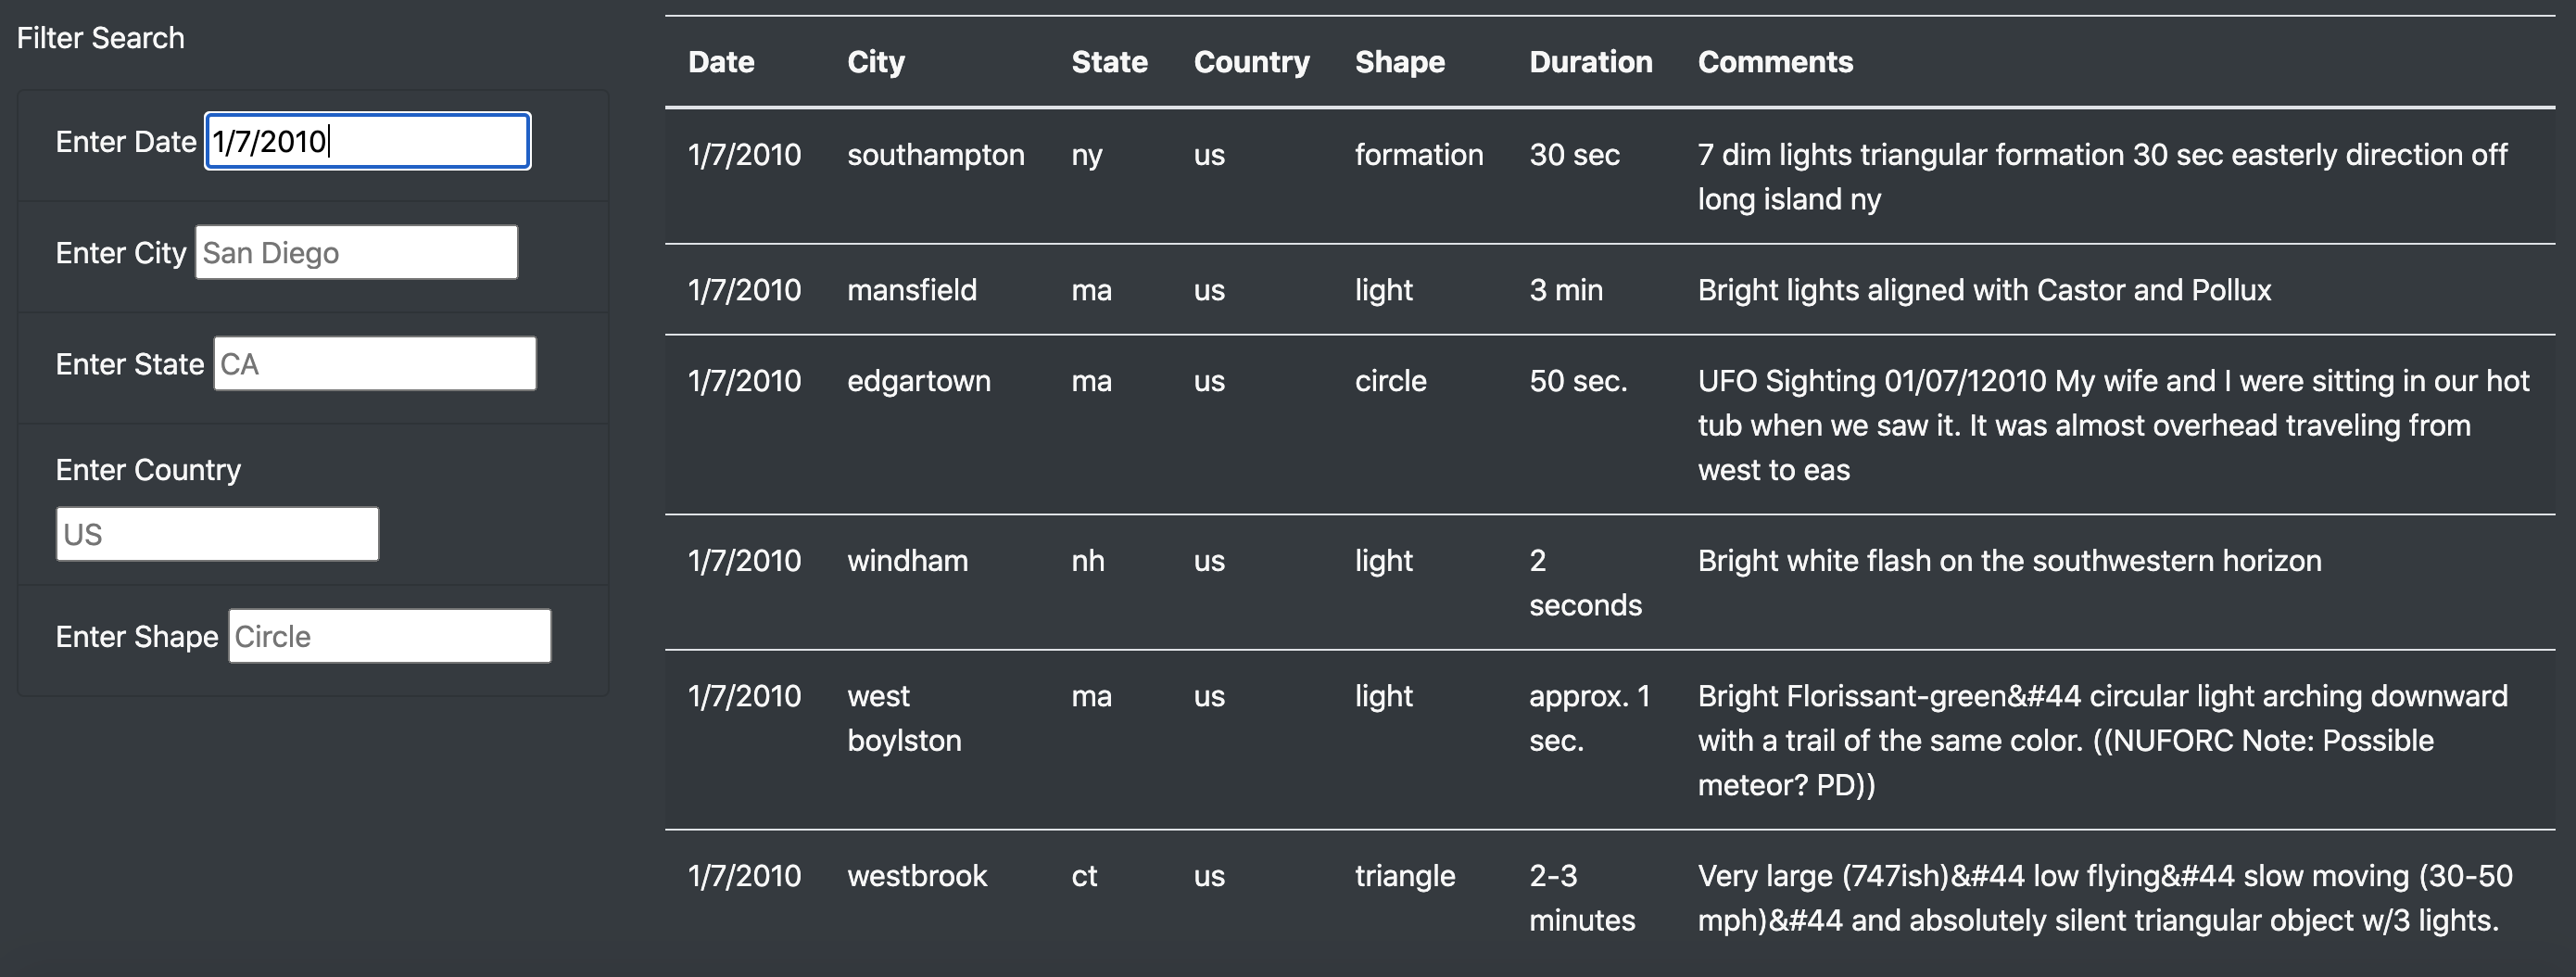 Filter Search
Enter Date 1/7/2010
Enter City San Diego
Enter State CA
Enter Country
US
Enter Shape Circle
Date City State Country Shape Duration Comments
1/7/2010 southampton ny us formation 30 sec 7 dim lights triangular formation 30 sec easterly direction off
long island ny
1/7/2010 mansfield ma us light 3 min Bright lights aligned with Castor and Pollux
1/7/2010 edgartown ma us circle 50 sec. UFO Sighting 01/07/12010 My wife and I were sitting in our hot
tub when we saw it. It was almost overhead traveling from
west to eas
1/7/2010 windham nh us light 2 Bright white flash on the southwestern horizon
seconds
1/7/2010 west ma us light approx. 1 Bright Florissant-green&#44 circular light arching downward
boylston sec. with a trail of the same color. ((NUFORC Note: Possible
meteor? PD))
1/7/2010 westbrook ct us triangle 2-3 Very large (747ish)&#44 low flying&#44 slow moving (30-50
minutes mph)&#44 and absolutely silent triangular object w/3 lights.